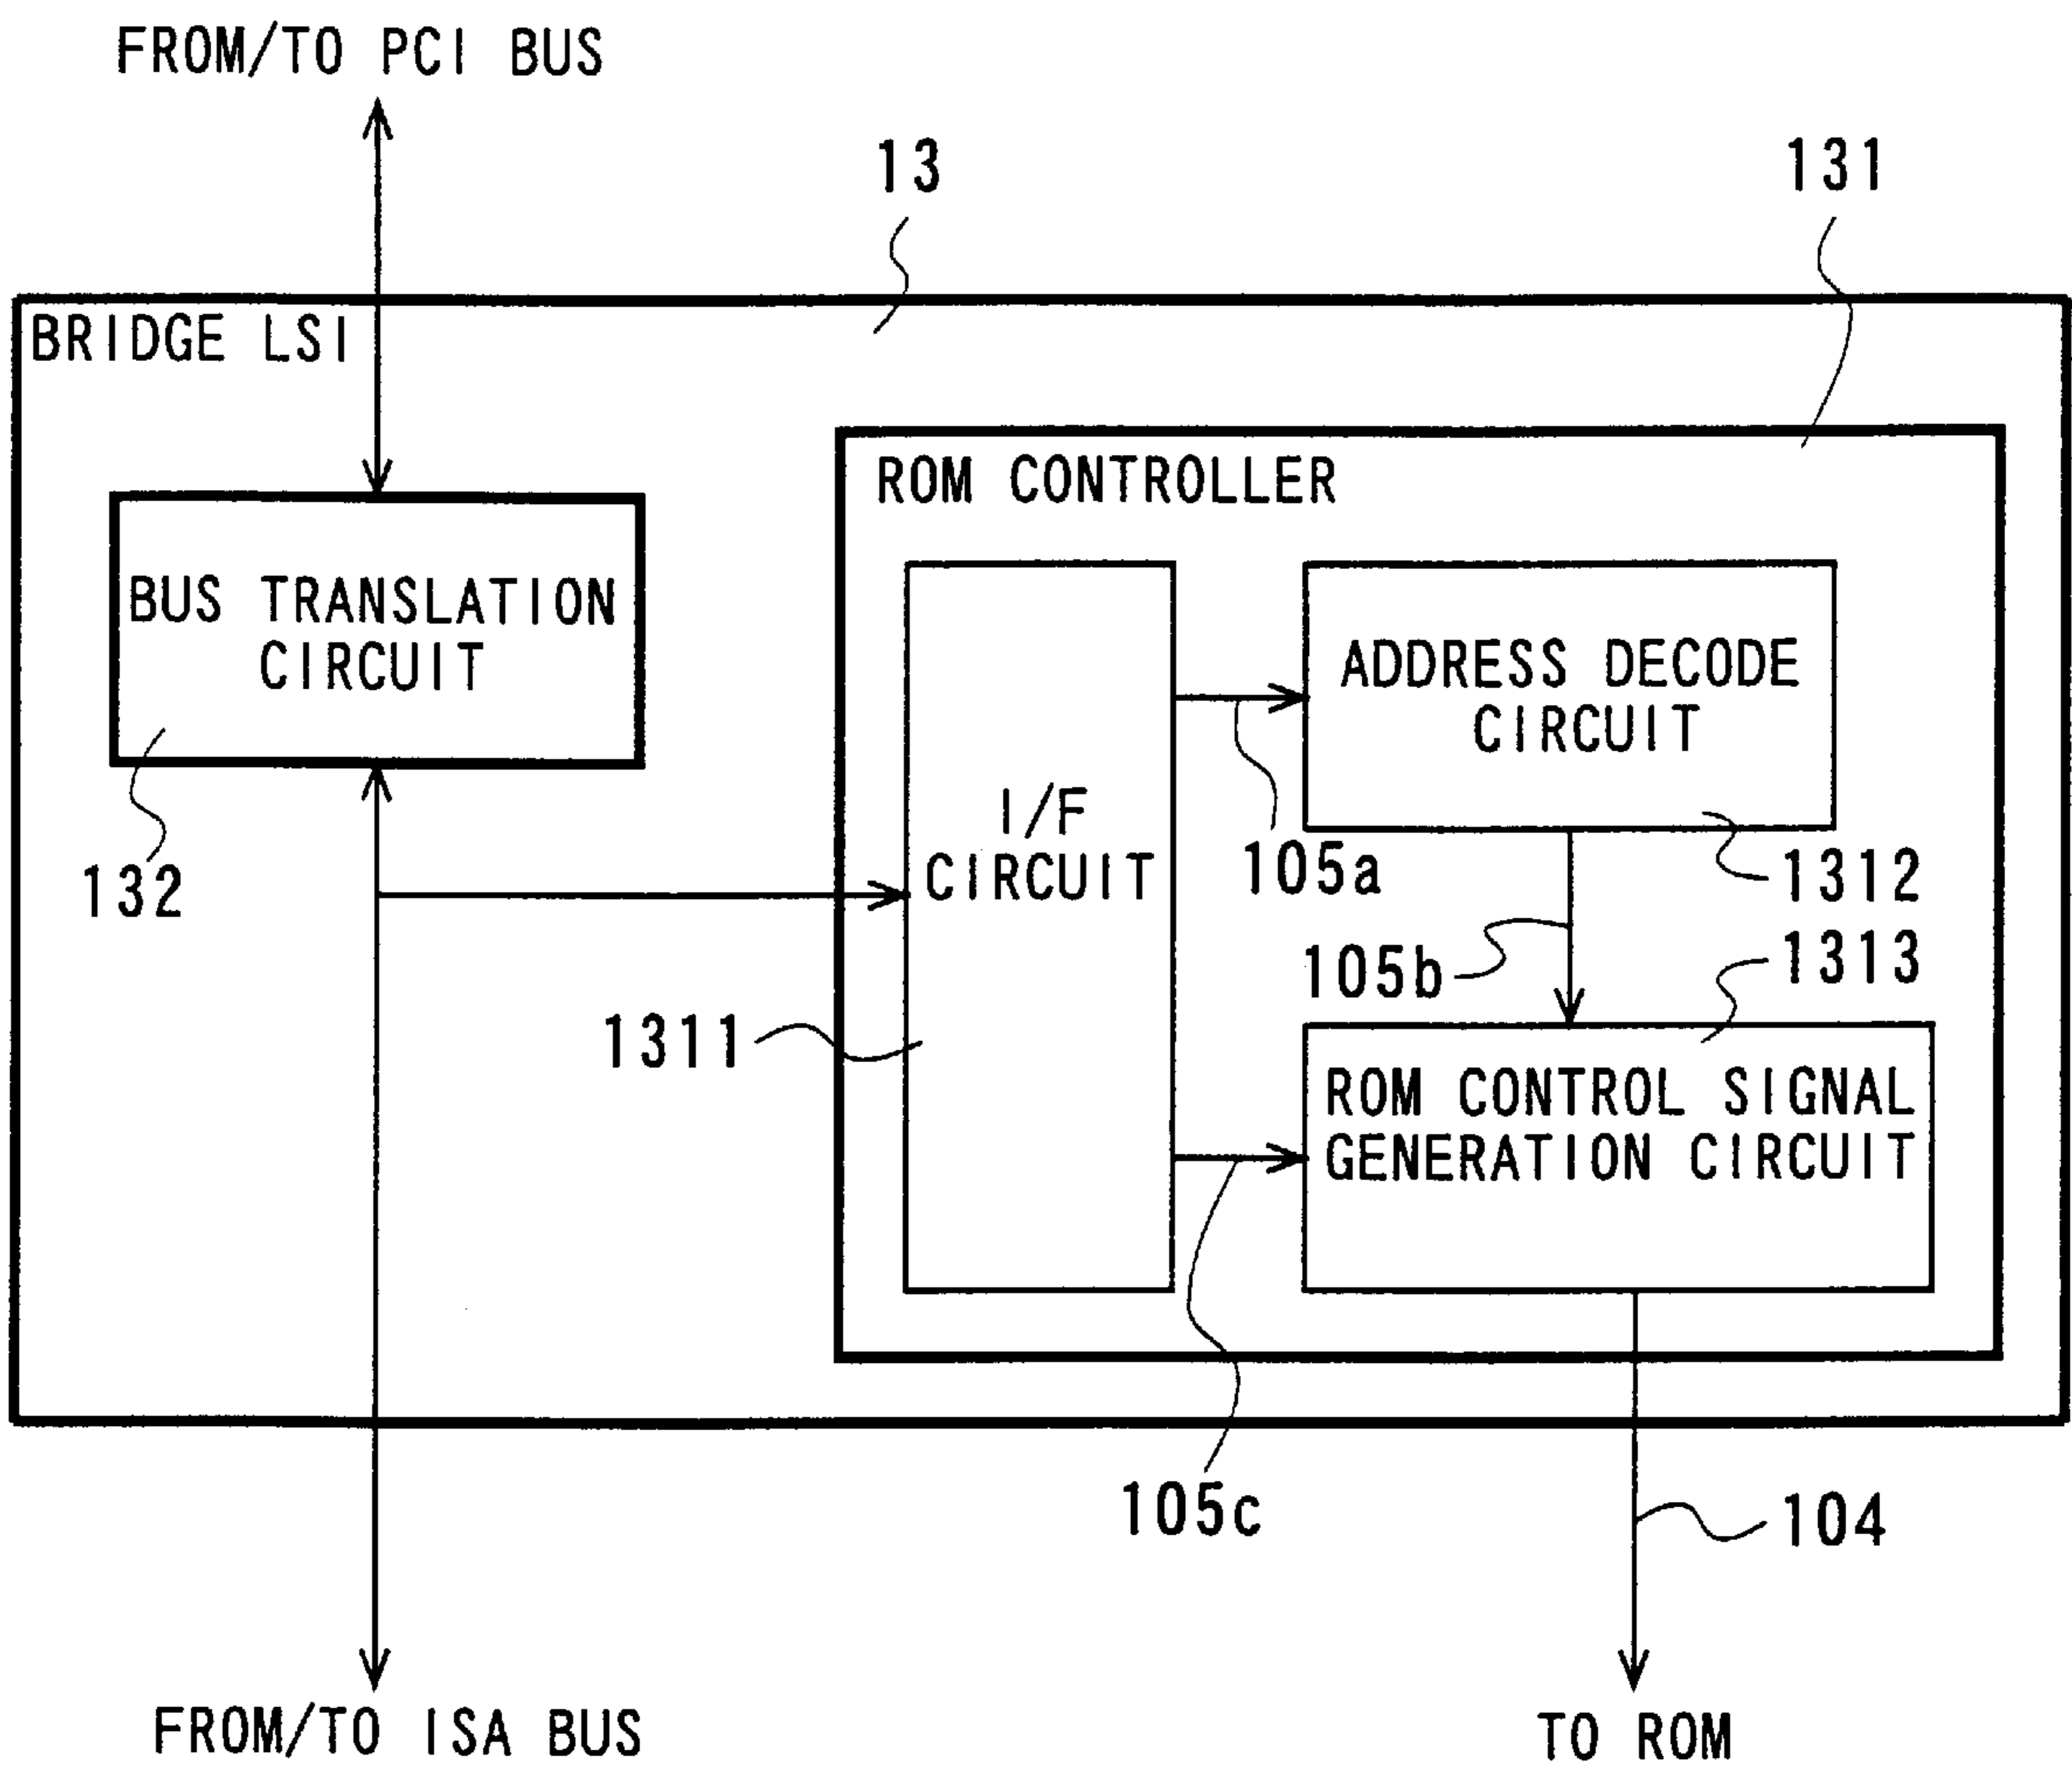 FROM/TO PCI BUS
13
131
BRIDGE LSI
ROM CONTROLLER
BUS TRANSLATION
CIRCUIT
ADDRESS DECODE
CIRCUIT
I/F
CIRCUIT
105a
132
1312
105b
1313
1311
ROM CONTROL SIGNAL
GENERATION CIRCUIT
105c
104
FROM/TO ISA BUS
TO ROM